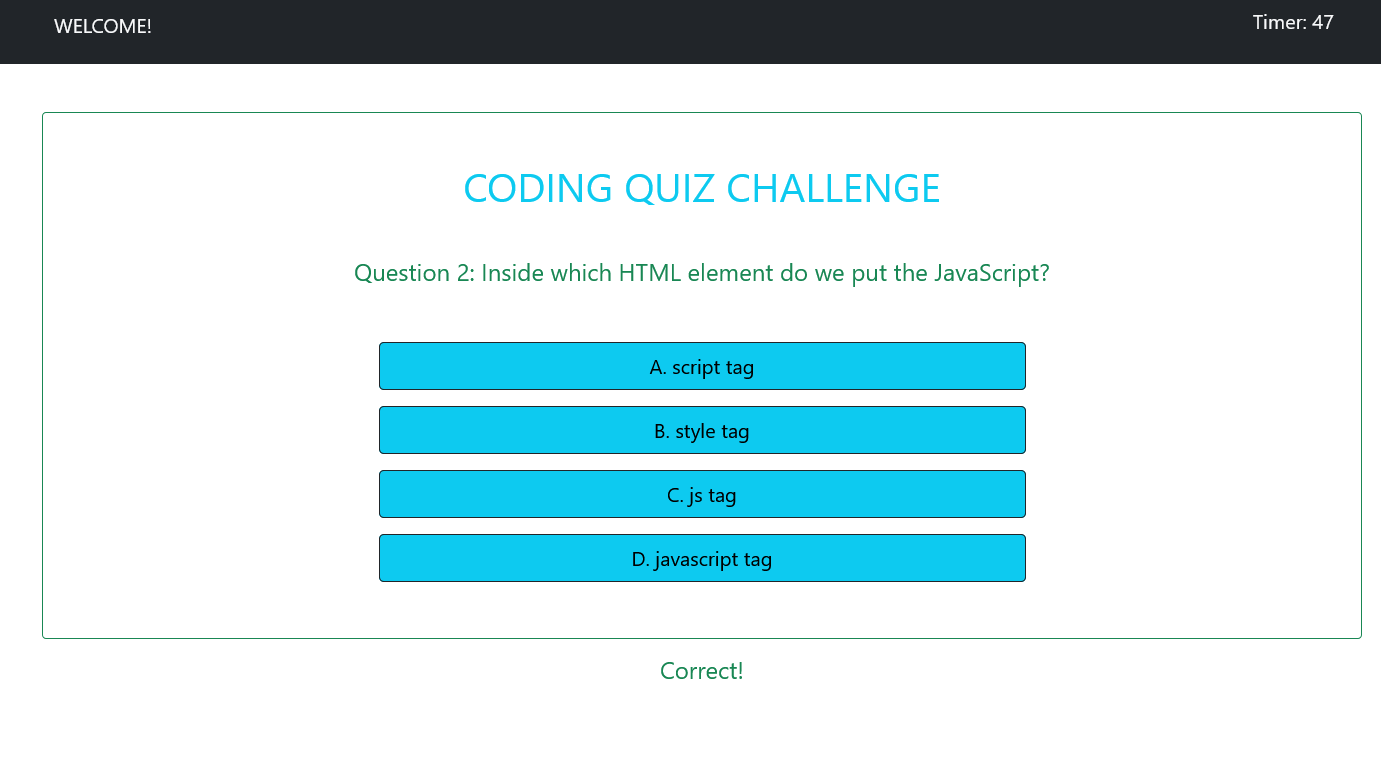 WELCOME!
Timer: 47
CODING QUIZ CHALLENGE
Question 2: Inside which HTML element do we put the JavaScript?
A. script tag
B. style tag
C. js tag
D. javascript tag
Correct!